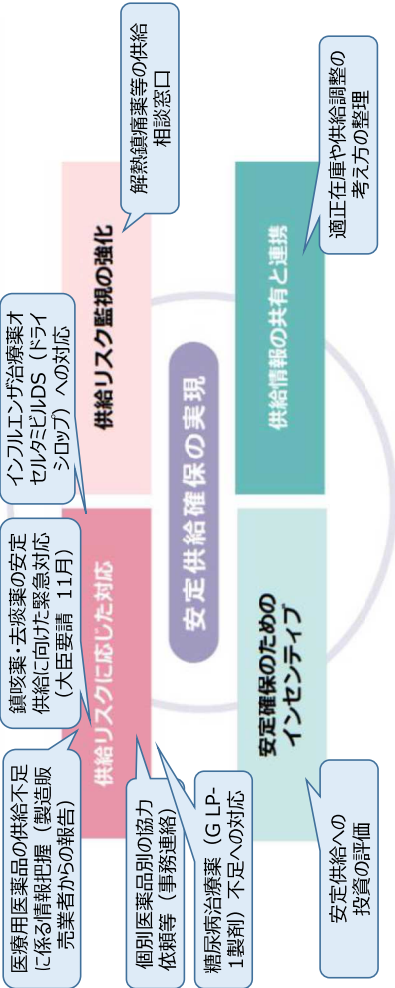 医療用医薬品の供給不足
に係る情報把握（製造販
売業者からの報告）
鎮咳薬・去痰薬の安定
供給に向けた緊急対応
（大臣要請　11月）
インフルエンザ治療薬オ
セルタミビルDS（ドライ
シロップ）への対応
解熱鎮痛薬等の供給
相談窓口
供給リスクに応じた対応
供給リスク監視の強化
個別医薬品別の協力
依頼等（事務連絡）
糖尿病治療薬（ＧLP-
1製剤）不足への対応
安定供給確保の実現
安定確保のための
インセンティブ
供給情報の共有と連携
安定供給への
投資の評価
適正在庫や供給調整の
考え方の整理